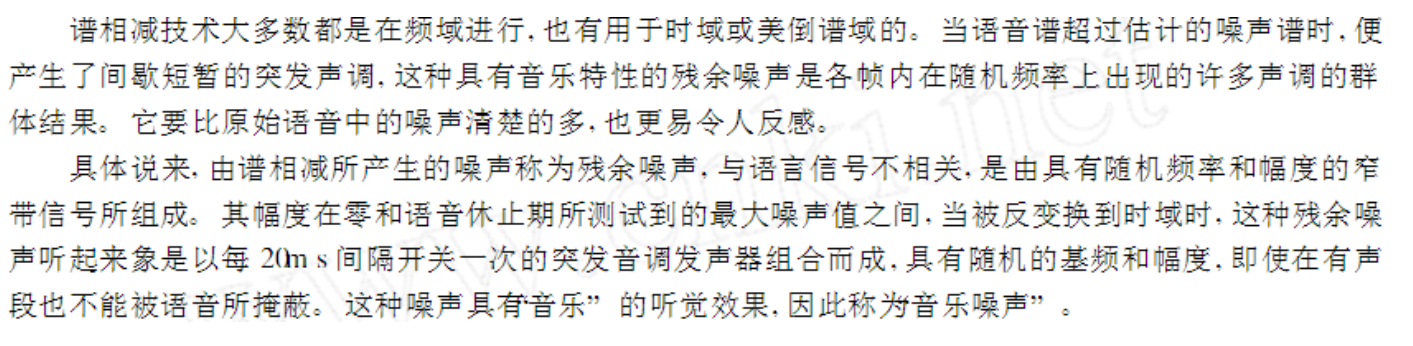 谱相减技术大多数都是在频域进行,也有用于时域或美倒谱域的。当语音谱超过估计的噪声谱时,便
产生了间歇短暂的突发声调,这种具有音乐特性的残余噪声是各帧内在随机频率上出现的许多声调的群
体结果。它要比原始语音中的噪声清楚的多,也更易令人反感。
具体说来,由谱相减所产生的噪声称为残余噪声,与语言信号不相关,是由具有随机频率和幅度的窄
带信号所组成。其幅度在零和语音休止期所测试到的最大噪声值之间,当被反变换到时域时,这种残余噪
声听起来象是以每 20m s 间隔开关一次的突发音调发声器组合而成,具有随机的基频和幅度,即使在有声
段也不能被语音所掩蔽。这种噪声具有“音乐”的听觉效果,因此称为“音乐噪声”。
www.cnki.net